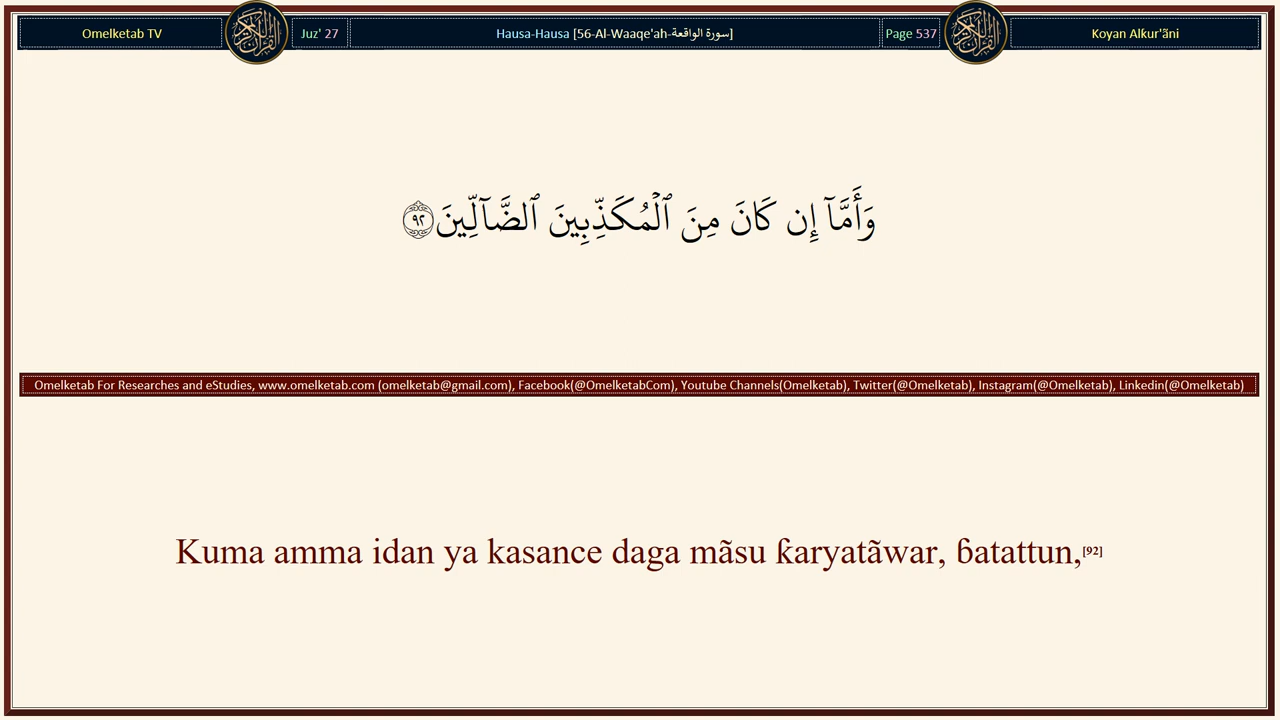 Omelketab TV
Juz' 27
Hausa-Hausa [56-Al-Waaqe'ah-سورة الواقعة]
Page 537
Koyan Alƙur'ãni
وَأَمَّآ إِن كَانَ مِنَ ٱلۡمُكَذِّبِينَ ٱلضَّآلِّينَ ٩٢
Omelketab For Researches and eStudies, www.omelketab.com (omelketab@gmail.com), Facebook(@OmelketabCom), Youtube Channels(Omelketab), Twitter(@Omelketab), Instagram(@Omelketab), Linkedin(@Omelketab)
Kuma amma idan ya kasance daga mãsu ƙaryatãwar, ɓatattun,[92]